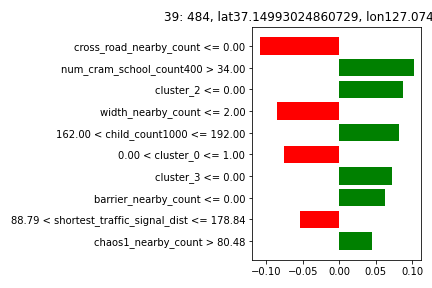 39: 484, lat37.14993024860729, lon127.074
cross_road_nearby_count <= 0.00
num_cram_school_count400 > 34.00
cluster_2 <= 0.00
width_nearby_count <= 2.00
162.00 < child_count1000 <= 192.00
0.00 < cluster_0 <= 1.00
cluster_3 <= 0.00
barrier_nearby_count <= 0.00
88.79 < shortest_traffic_signal_dist <= 178.84
chaos1_nearby_count > 80.48
−0.10 −0.05 0.00 0.05 0.10